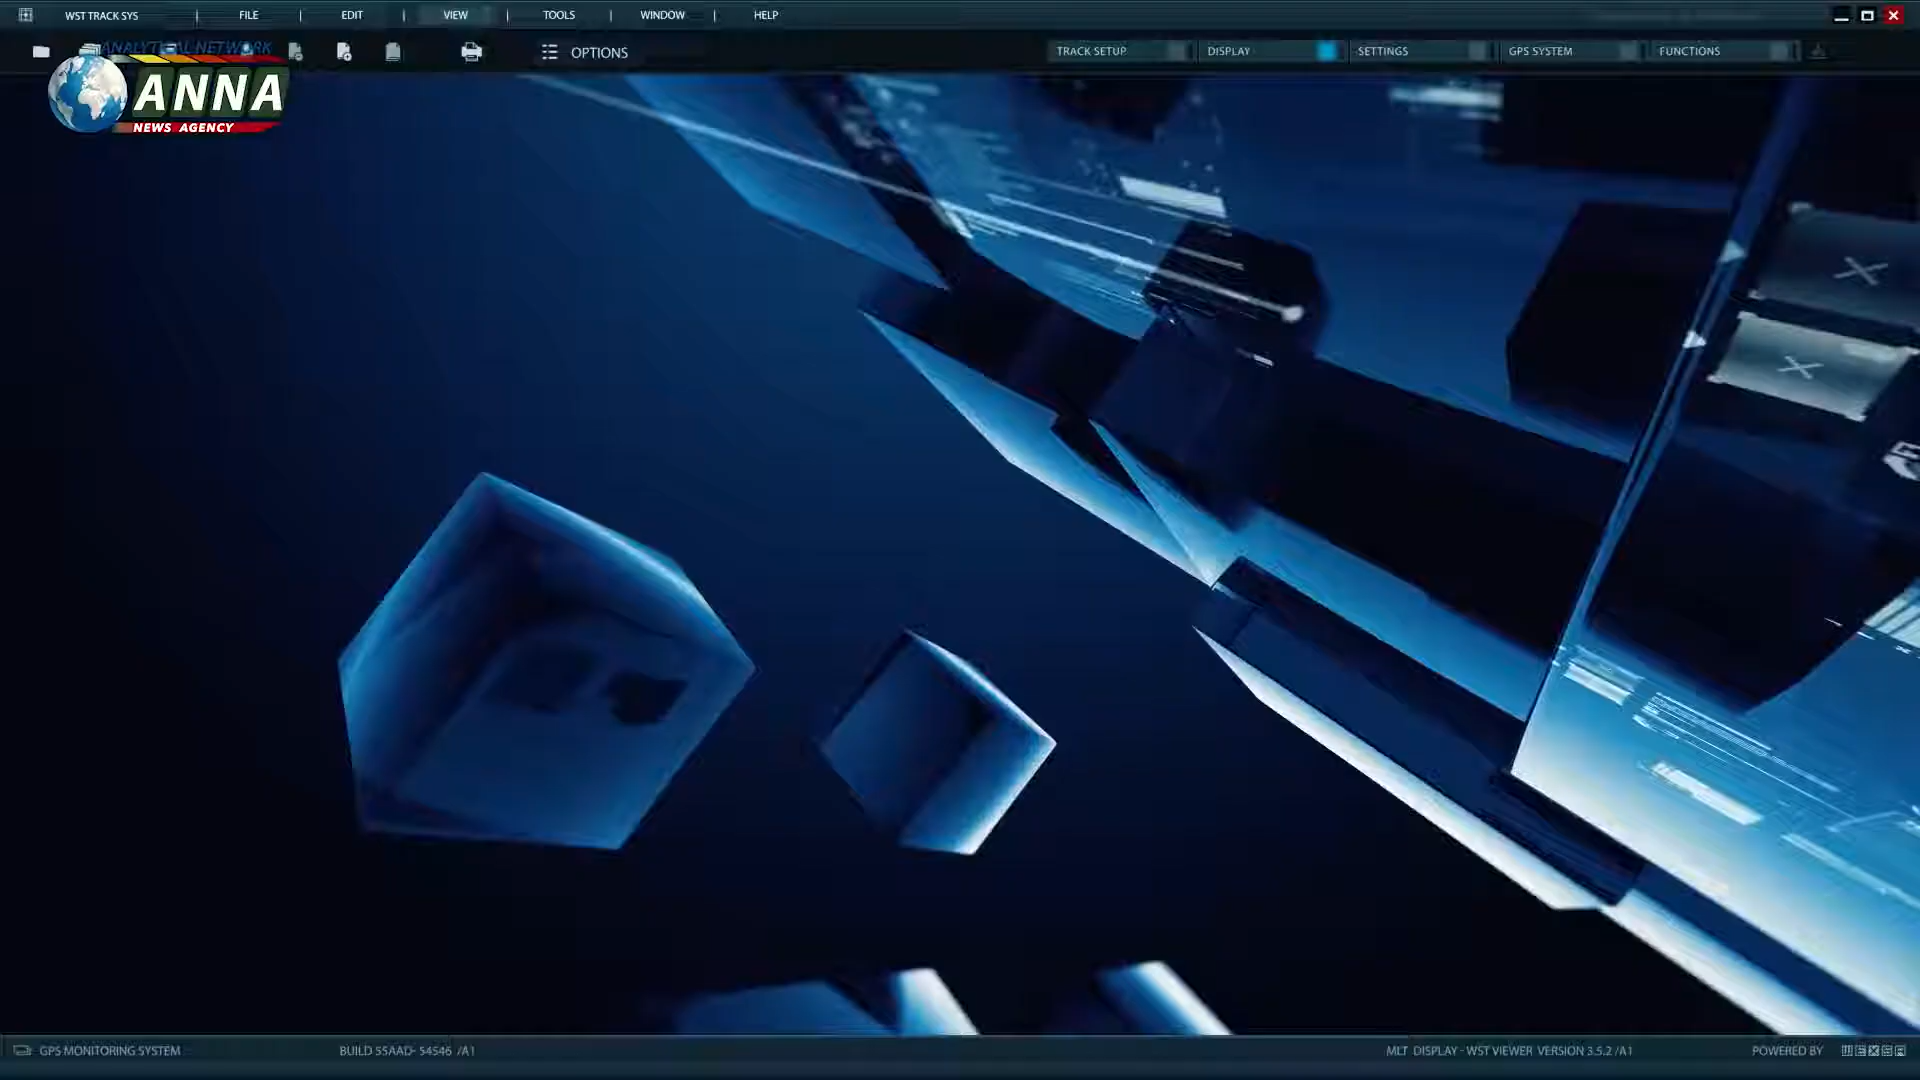 WST TRACK SYS
FILE
EDIT
VIEW
TOOLS
WINDOW
HELP
OPTIONS
TRACK SETUP
DISPLAY
SETTINGS
GPS SYSTEM
FUNCTIONS
ANALYTICAL NETWORK
ANNA
NEWS AGENCY
GPS MONITORING SYSTEM
BUILD 55AAD- 54546 /A1
MLT DISPLAY - WST VIEWER VERSION 3.5.2 /A1
POWERED BY